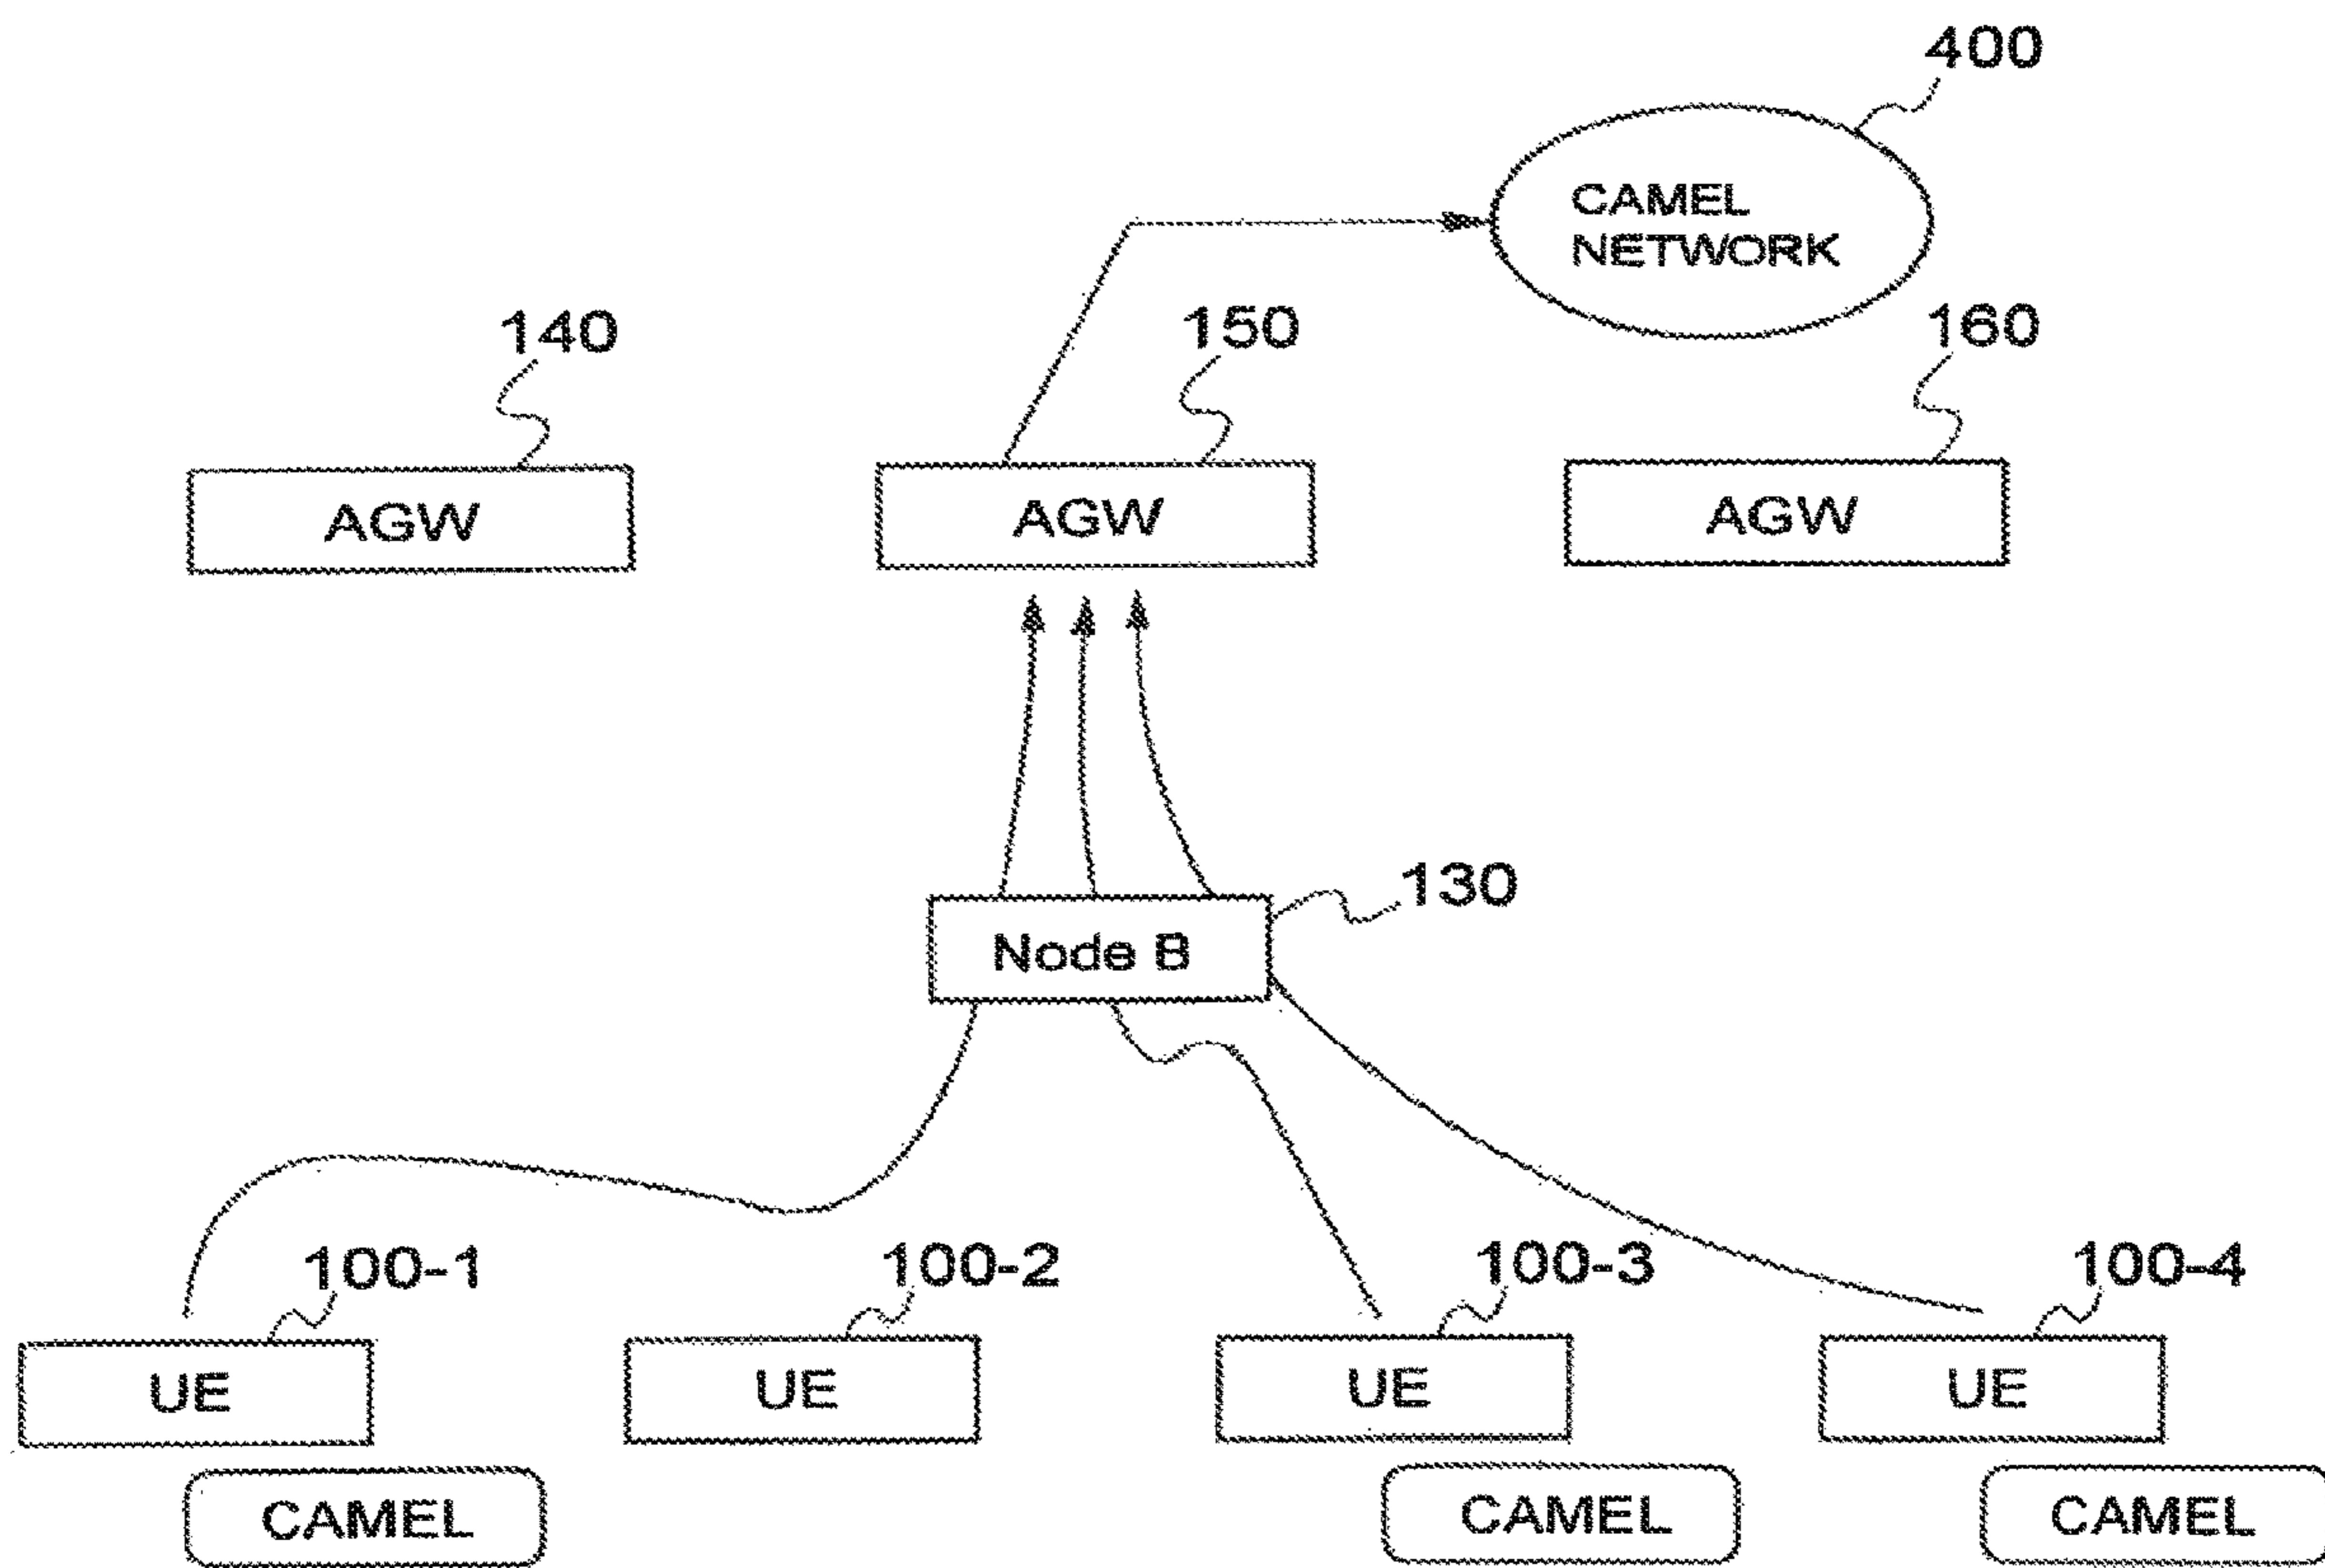 400
CAMEL
NETWORK
140
150
160
AGW
AGW
AGW
130
Node B
100-1
100-2
100-3
100-4
UE
UE
UE
UE
CAMEL
CAMEL
CAMEL